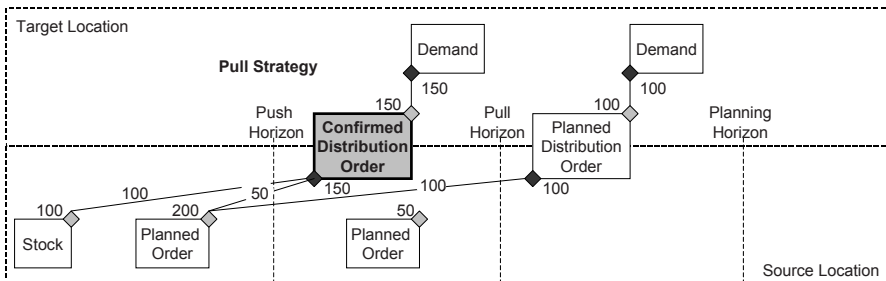 Target Location
Demand
Demand
Pull Strategy
150
100
150
100
Push
Horizon
Confirmed
Distribution
Order
Pull
Horizon
Planned
Distribution
Order
Planning
Horizon
100
50
150
100
100
100
200
50
Stock
Planned
Order
Planned
Order
Source Location